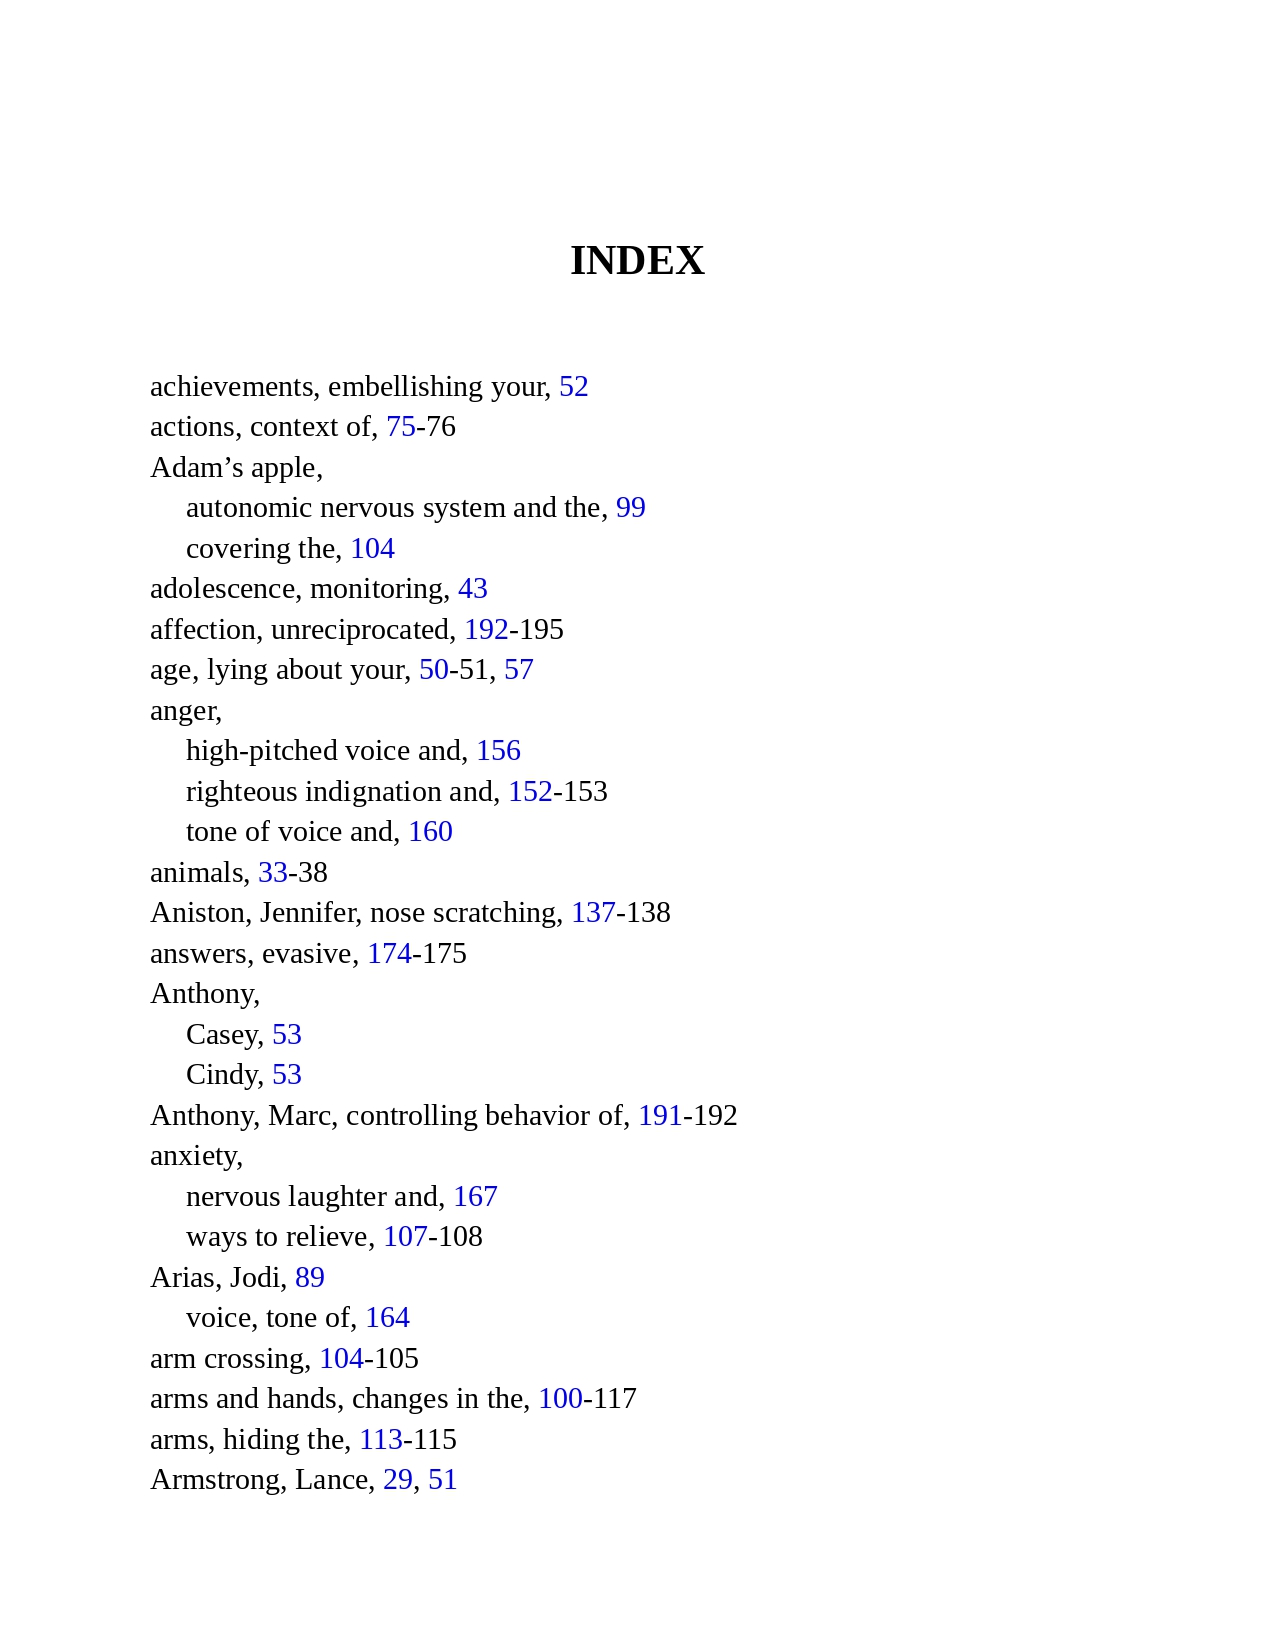 INDEX
achievements, embellishing your, 52
actions, context of, 75-76
Adam’s apple,
autonomic nervous system and the, 99
covering the, 104
adolescence, monitoring, 43
affection, unreciprocated, 192-195
age, lying about your, 50-51, 57
anger,
high-pitched voice and, 156
righteous indignation and, 152-153
tone of voice and, 160
animals, 33-38
Aniston, Jennifer, nose scratching, 137-138
answers, evasive, 174-175
Anthony,
Casey, 53
Cindy, 53
Anthony, Marc, controlling behavior of, 191-192
anxiety,
nervous laughter and, 167
ways to relieve, 107-108
Arias, Jodi, 89
voice, tone of, 164
arm crossing, 104-105
arms and hands, changes in the, 100-117
arms, hiding the, 113-115
Armstrong, Lance, 29, 51